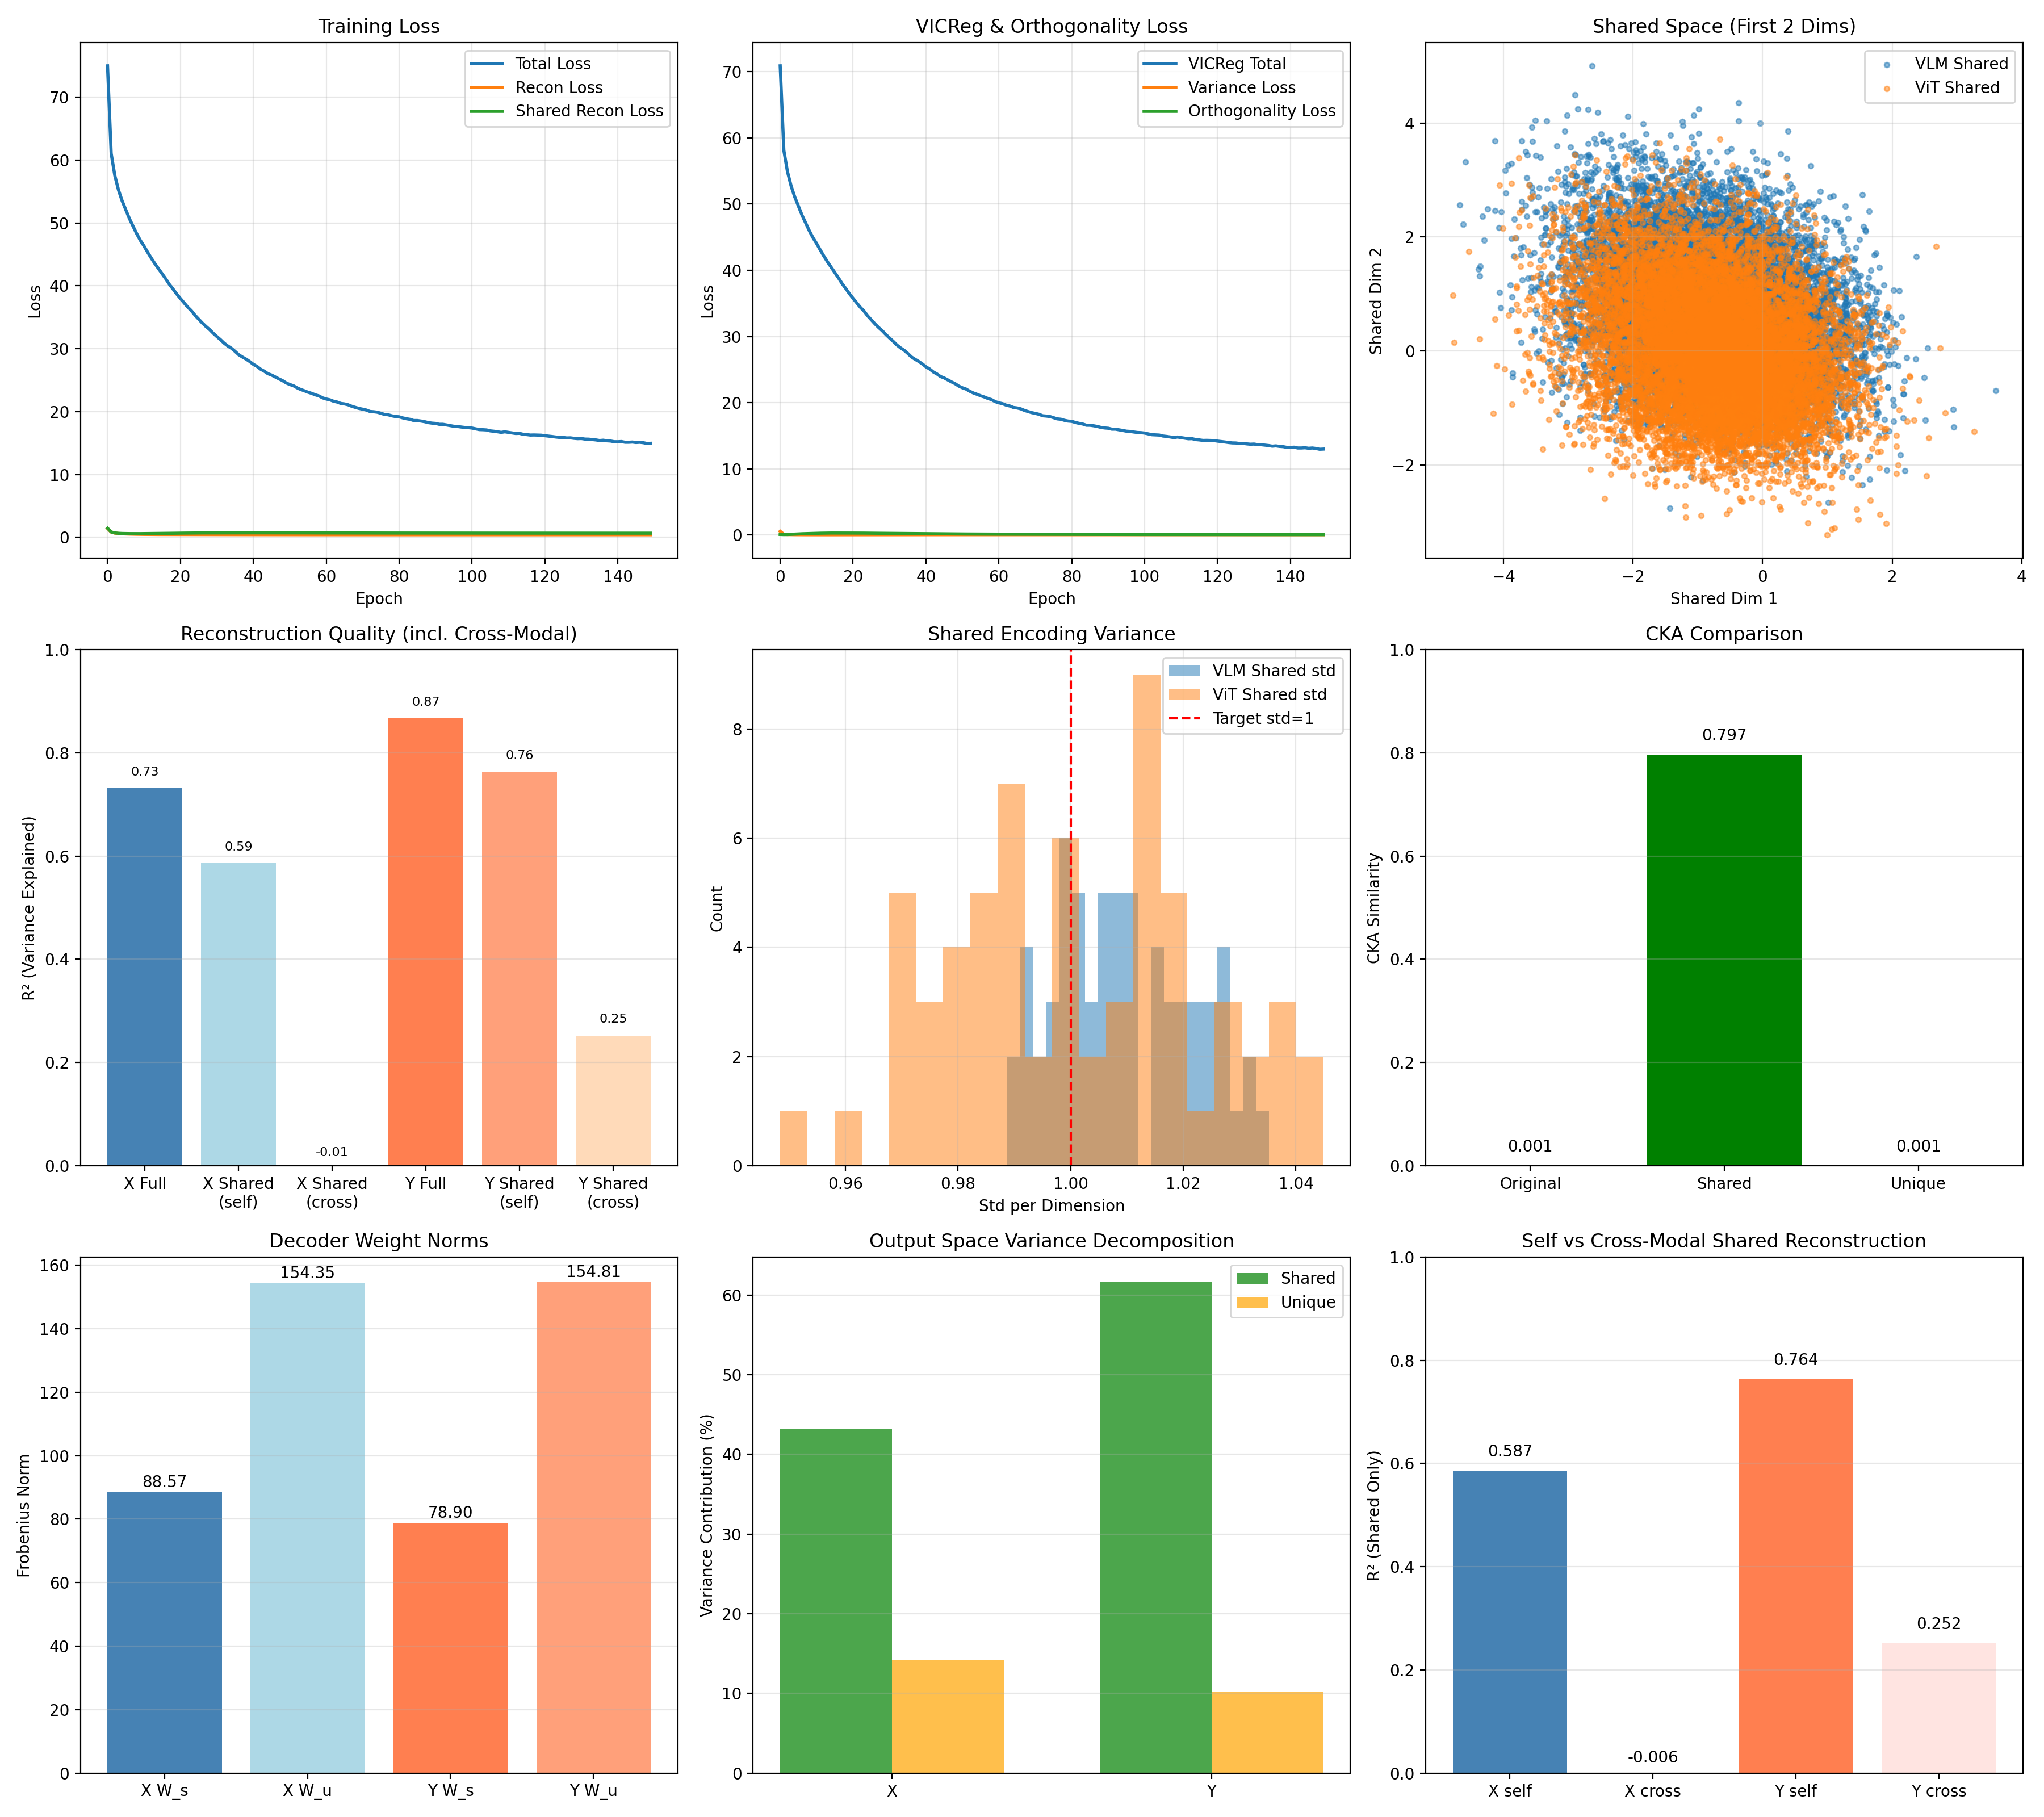 Training Loss
Total Loss
Recon Loss
Shared Recon Loss
Loss
70
60
50
40
30
20
10
0
0 20 40 60 80 100 120 140
Epoch
VICReg & Orthogonality Loss
VICReg Total
Variance Loss
Orthogonality Loss
Loss
70
60
50
40
30
20
10
0
0 20 40 60 80 100 120 140
Epoch
Shared Space (First 2 Dims)
VLM Shared
ViT Shared
Shared Dim 2
4
2
0
−2
−4 −2 0 2 4
Shared Dim 1
Reconstruction Quality (incl. Cross-Modal)
R² (Variance Explained)
1.0
0.8
0.6
0.4
0.2
0.0
0.73
0.59
-0.01
0.87
0.76
0.25
X Full X Shared X Shared Y Full Y Shared Y Shared
(self) (cross) (self) (cross)
Shared Encoding Variance
VLM Shared std
ViT Shared std
Target std=1
Count
8
6
4
2
0
0.96 0.98 1.00 1.02 1.04
Std per Dimension
CKA Comparison
CKA Similarity
1.0
0.8
0.6
0.4
0.2
0.0
0.001
0.797
0.001
Original Shared Unique
Decoder Weight Norms
Frobenius Norm
160
140
120
100
80
60
40
20
0
88.57
154.35
78.90
154.81
X W_s X W_u Y W_s Y W_u
Output Space Variance Decomposition
Shared
Unique
Variance Contribution (%)
60
50
40
30
20
10
0
X Y
Self vs Cross-Modal Shared Reconstruction
R² (Shared Only)
1.0
0.8
0.6
0.4
0.2
0.0
0.587
-0.006
0.764
0.252
X self X cross Y self Y cross